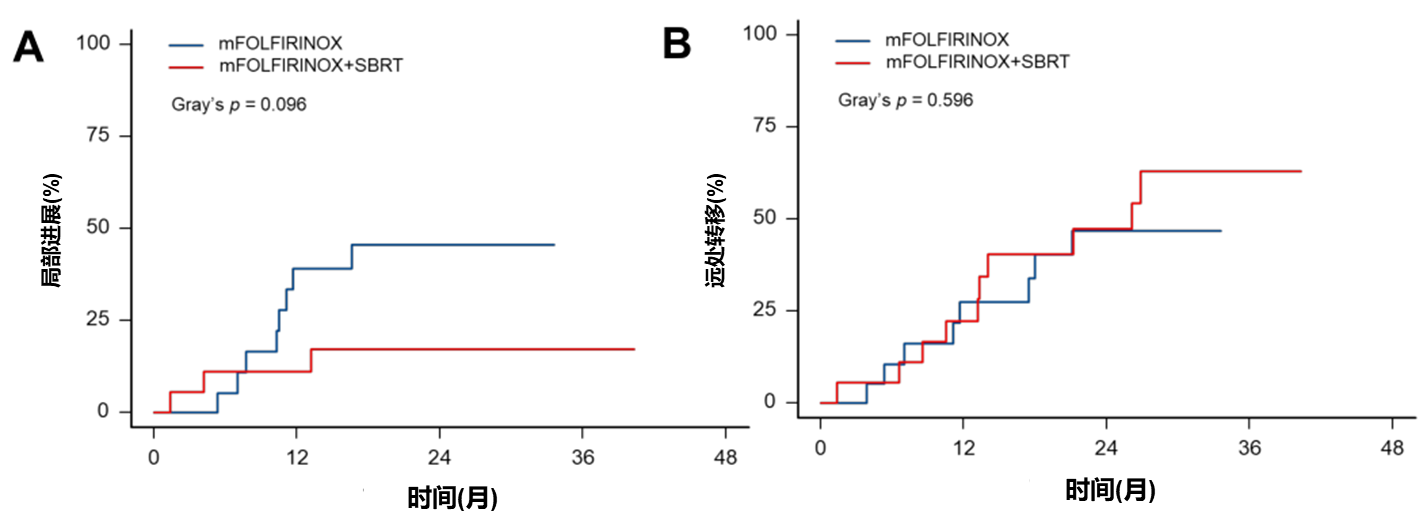 A
100
75
50
25
0
局部进展(%)
mFOLFIRINOX
mFOLFIRINOX+SBRT
Gray's p = 0.096
0 12 24 36 48
时间(月)
B
100
75
50
25
0
远处转移(%)
mFOLFIRINOX
mFOLFIRINOX+SBRT
Gray's p = 0.596
0 12 24 36 48
时间(月)